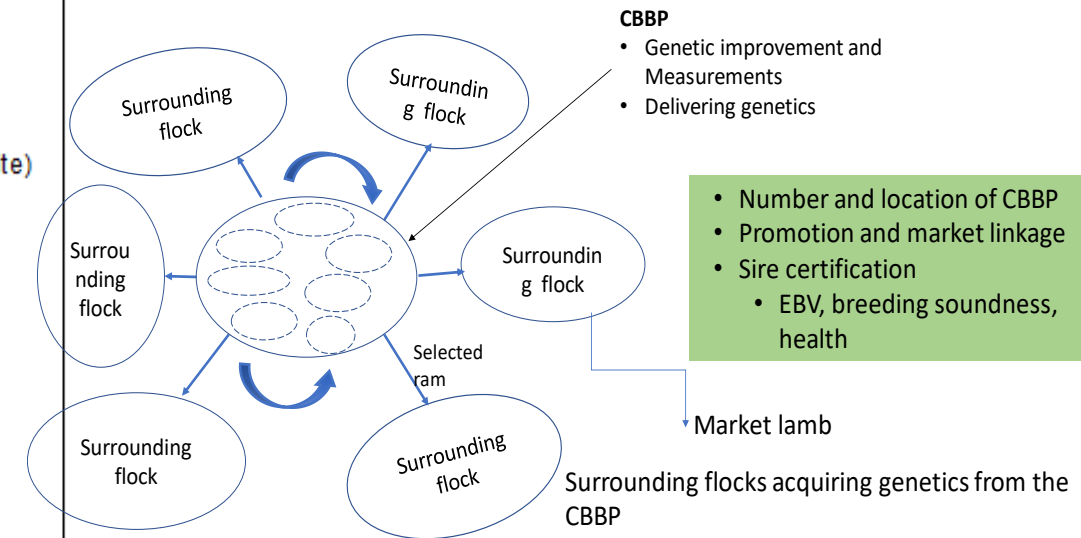 CBBP
• Genetic improvement and
Measurements
• Delivering genetics
Surrounding
flock
Surroundin
g flock
te)
• Number and location of CBBP
• Promotion and market linkage
• Sire certification
• EBV, breeding soundness,
health
Surrou
nding
flock
Surroundin
g flock
Selected
ram
Market lamb
Surrounding
flock
Surrounding
flock
Surrounding flocks acquiring genetics from the
CBBP